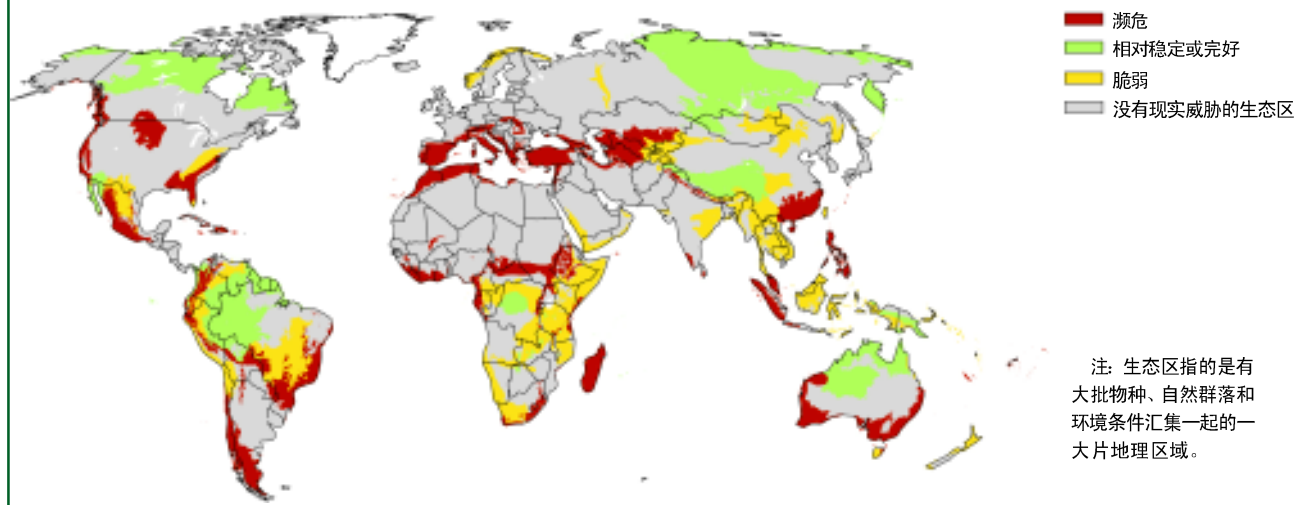 濒危
相对稳定或完好
脆弱
没有现实威胁的生态区
注: 生态区指的是有
大批物种、自然群落和
环境条件汇集一起的一
大片地理区域。